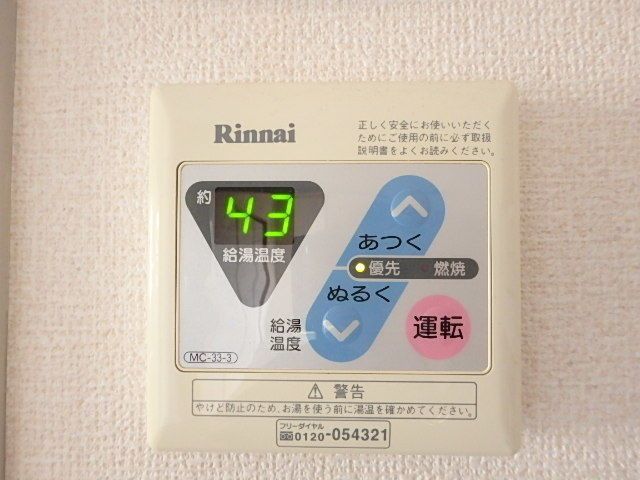 Rinnai
正しく安全にお使いいただく
ためにご使用の前に必ず取扱
説明書をよくお読みください。
約
43
給湯温度
あつく
優先 燃焼
ぬるく
給湯
温度
運転
MC-33-3
⚠ 警告
やけど防止のため、お湯を使う前に湯温を確かめてください。
フリーダイヤル
0120-054321